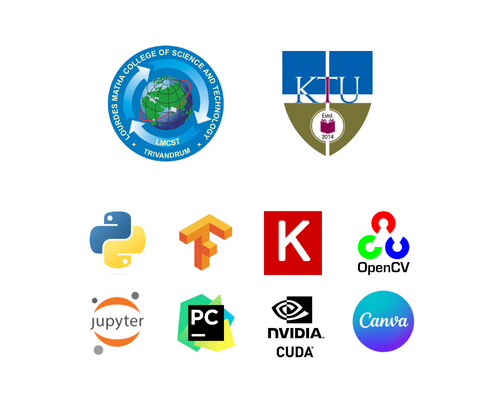 LOURDES MATHA COLLEGE OF SCIENCE AND TECHNOLOGY
LMCST
TRIVANDRUM
KTU
Estd.
2014
K
OpenCV
jupyter
PC
NVIDIA.
CUDA
Canva